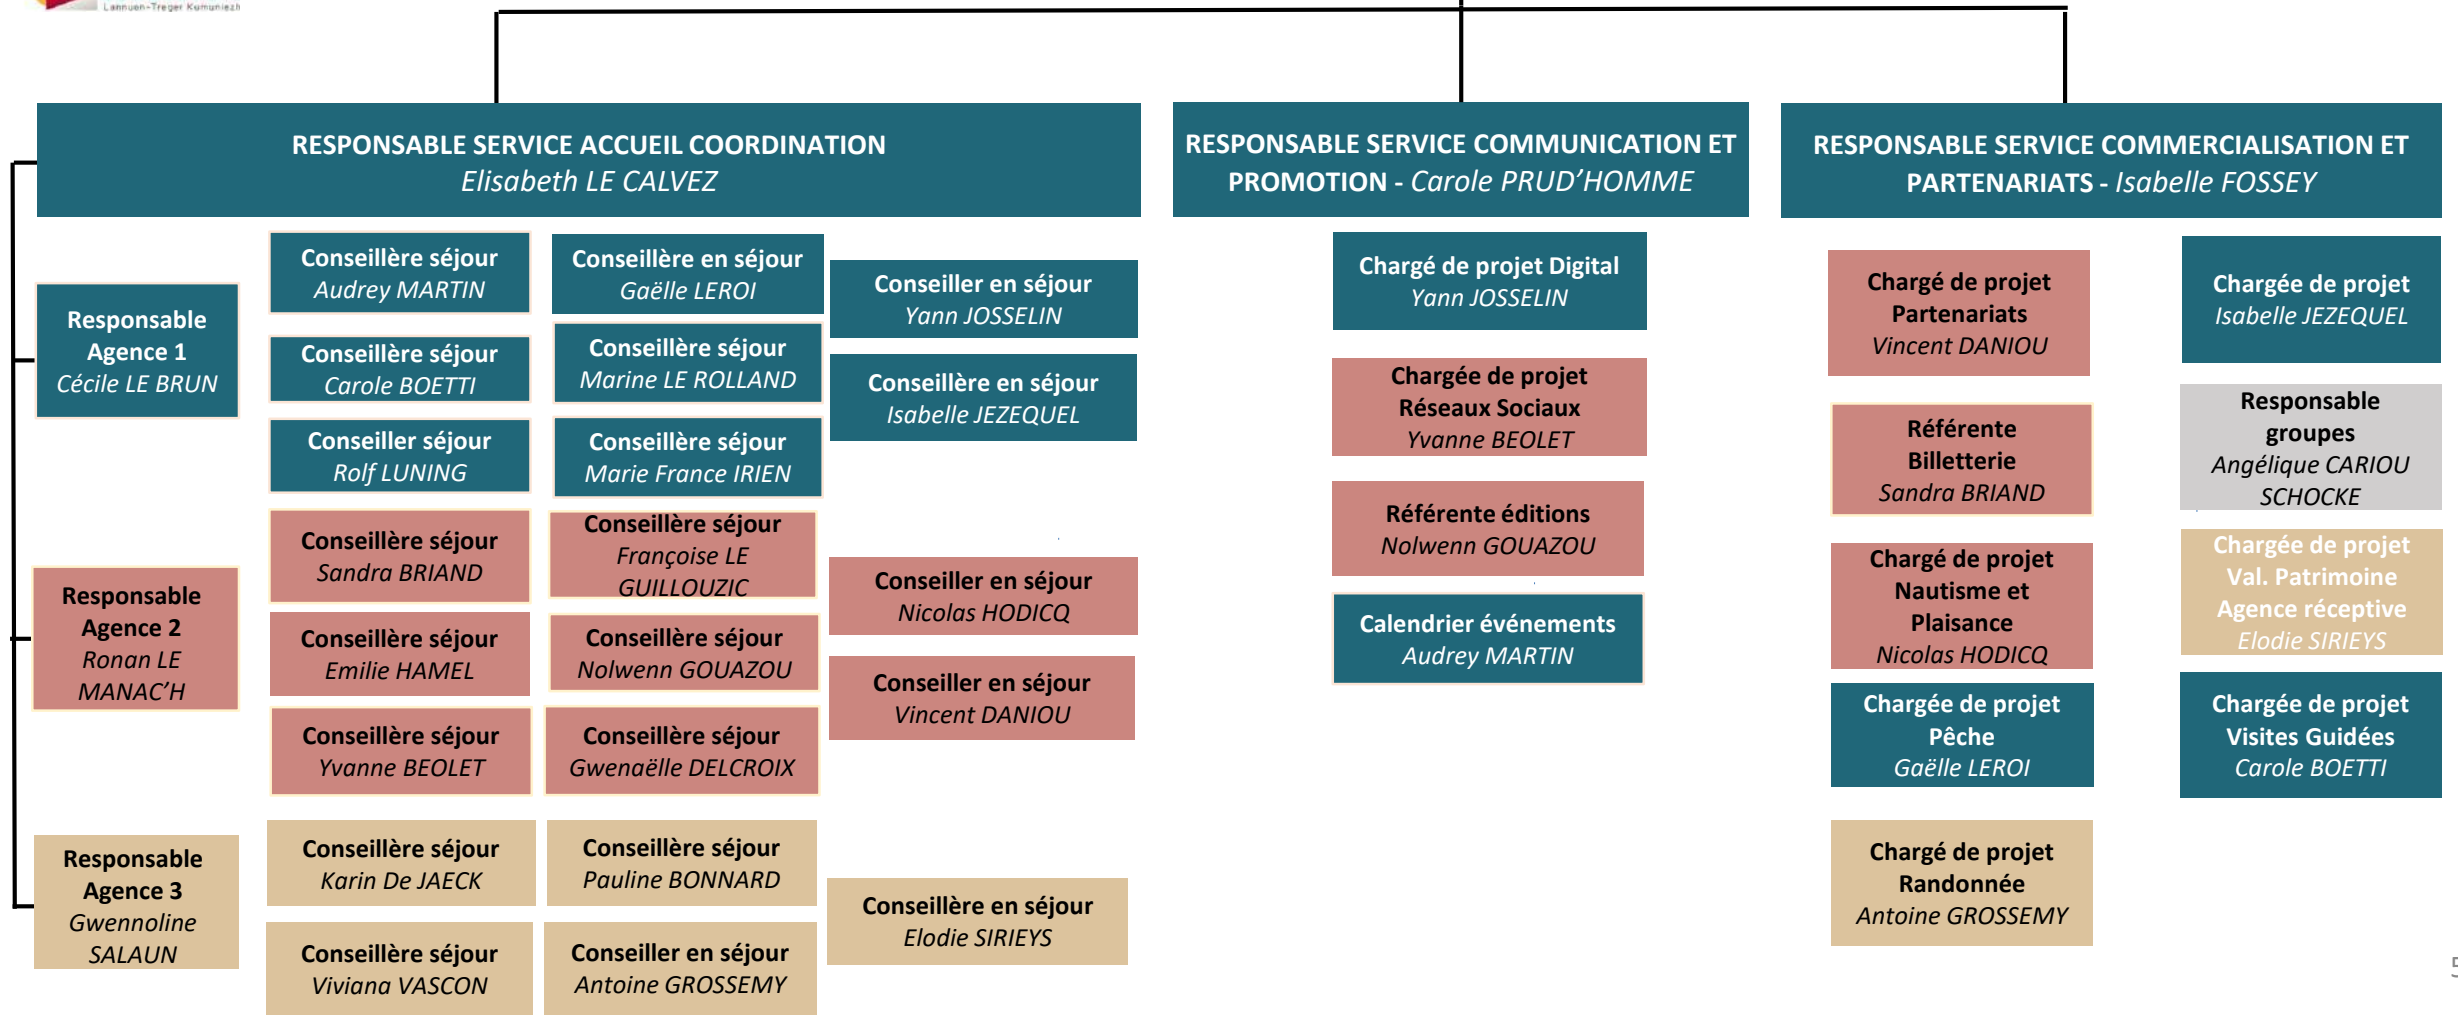 Lannuon-Treger Kumuniezh
RESPONSABLE SERVICE ACCUEIL COORDINATION
Elisabeth LE CALVEZ
RESPONSABLE SERVICE COMMUNICATION ET
PROMOTION - Carole PRUD’HOMME
RESPONSABLE SERVICE COMMERCIALISATION ET
PARTENARIATS - Isabelle FOSSEY
Responsable
Agence 1
Cécile LE BRUN
Conseillère séjour
Audrey MARTIN
Conseillère en séjour
Gaëlle LEROI
Conseiller en séjour
Yann JOSSELIN
Conseillère séjour
Carole BOETTI
Conseillère séjour
Marine LE ROLLAND
Conseillère en séjour
Isabelle JEZEQUEL
Conseiller séjour
Rolf LUNING
Conseillère séjour
Marie France IRIEN
Responsable
Agence 2
Ronan LE
MANAC’H
Conseillère séjour
Sandra BRIAND
Conseillère séjour
Françoise LE
GUILLOUZIC
Conseiller en séjour
Nicolas HODICQ
Conseillère séjour
Emilie HAMEL
Conseillère séjour
Nolwenn GOUAZOU
Conseiller en séjour
Vincent DANIOU
Conseillère séjour
Yvanne BEOLET
Conseillère séjour
Gwenaëlle DELCROIX
Responsable
Agence 3
Gwennoline
SALAUN
Conseillère séjour
Karin De JAECK
Conseillère séjour
Pauline BONNARD
Conseillère en séjour
Elodie SIRIEYS
Conseillère séjour
Viviana VASCON
Conseiller en séjour
Antoine GROSSEMY
Chargé de projet Digital
Yann JOSSELIN
Chargée de projet
Réseaux Sociaux
Yvanne BEOLET
Référente éditions
Nolwenn GOUAZOU
Calendrier événements
Audrey MARTIN
Chargé de projet
Partenariats
Vincent DANIOU
Référente
Billetterie
Sandra BRIAND
Chargé de projet
Nautisme et
Plaisance
Nicolas HODICQ
Chargée de projet
Pêche
Gaëlle LEROI
Chargé de projet
Randonnée
Antoine GROSSEMY
Chargée de projet
Isabelle JEZEQUEL
Responsable
groupes
Angélique CARIOU
SCHOCKE
Chargée de projet
Val. Patrimoine
Agence réceptive
Elodie SIRIEYS
Chargée de projet
Visites Guidées
Carole BOETTI
5